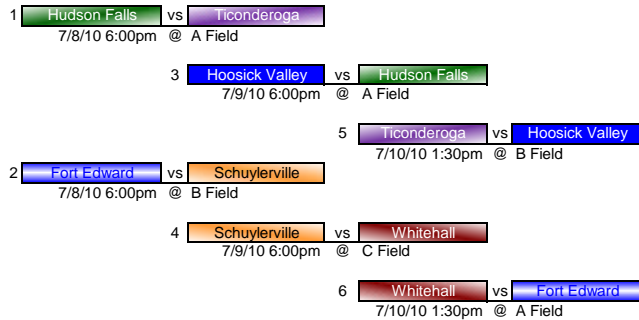 1 Hudson Falls vs Ticonderoga
7/8/10 6:00pm @ A Field
3 Hoosick Valley vs Hudson Falls
7/9/10 6:00pm @ A Field
5 Ticonderoga vs Hoosick Valley
7/10/10 1:30pm @ B Field
2 Fort Edward vs Schuylerville
7/8/10 6:00pm @ B Field
4 Schuylerville vs Whitehall
7/9/10 6:00pm @ C Field
6 Whitehall vs Fort Edward
7/10/10 1:30pm @ A Field